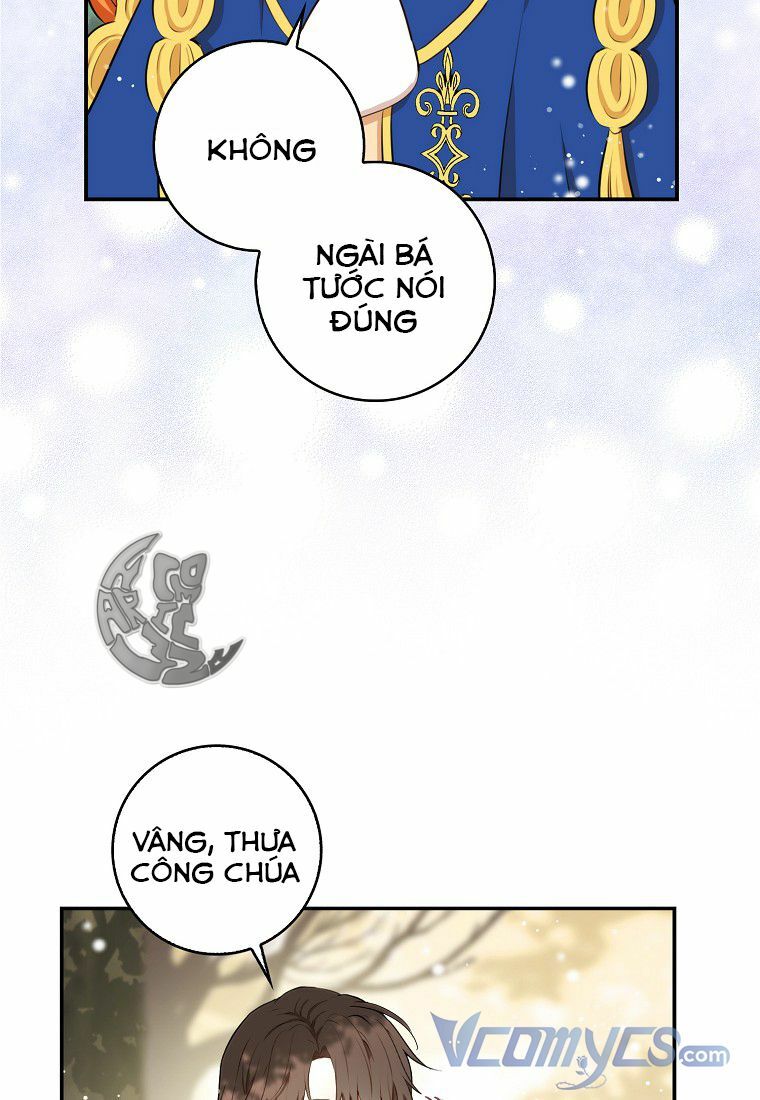 KHÔNG
NGÀI BÁ
TƯỚC NÓI
ĐÚNG
VÂNG, THƯA
CÔNG CHÚA
VCOMYCS.com